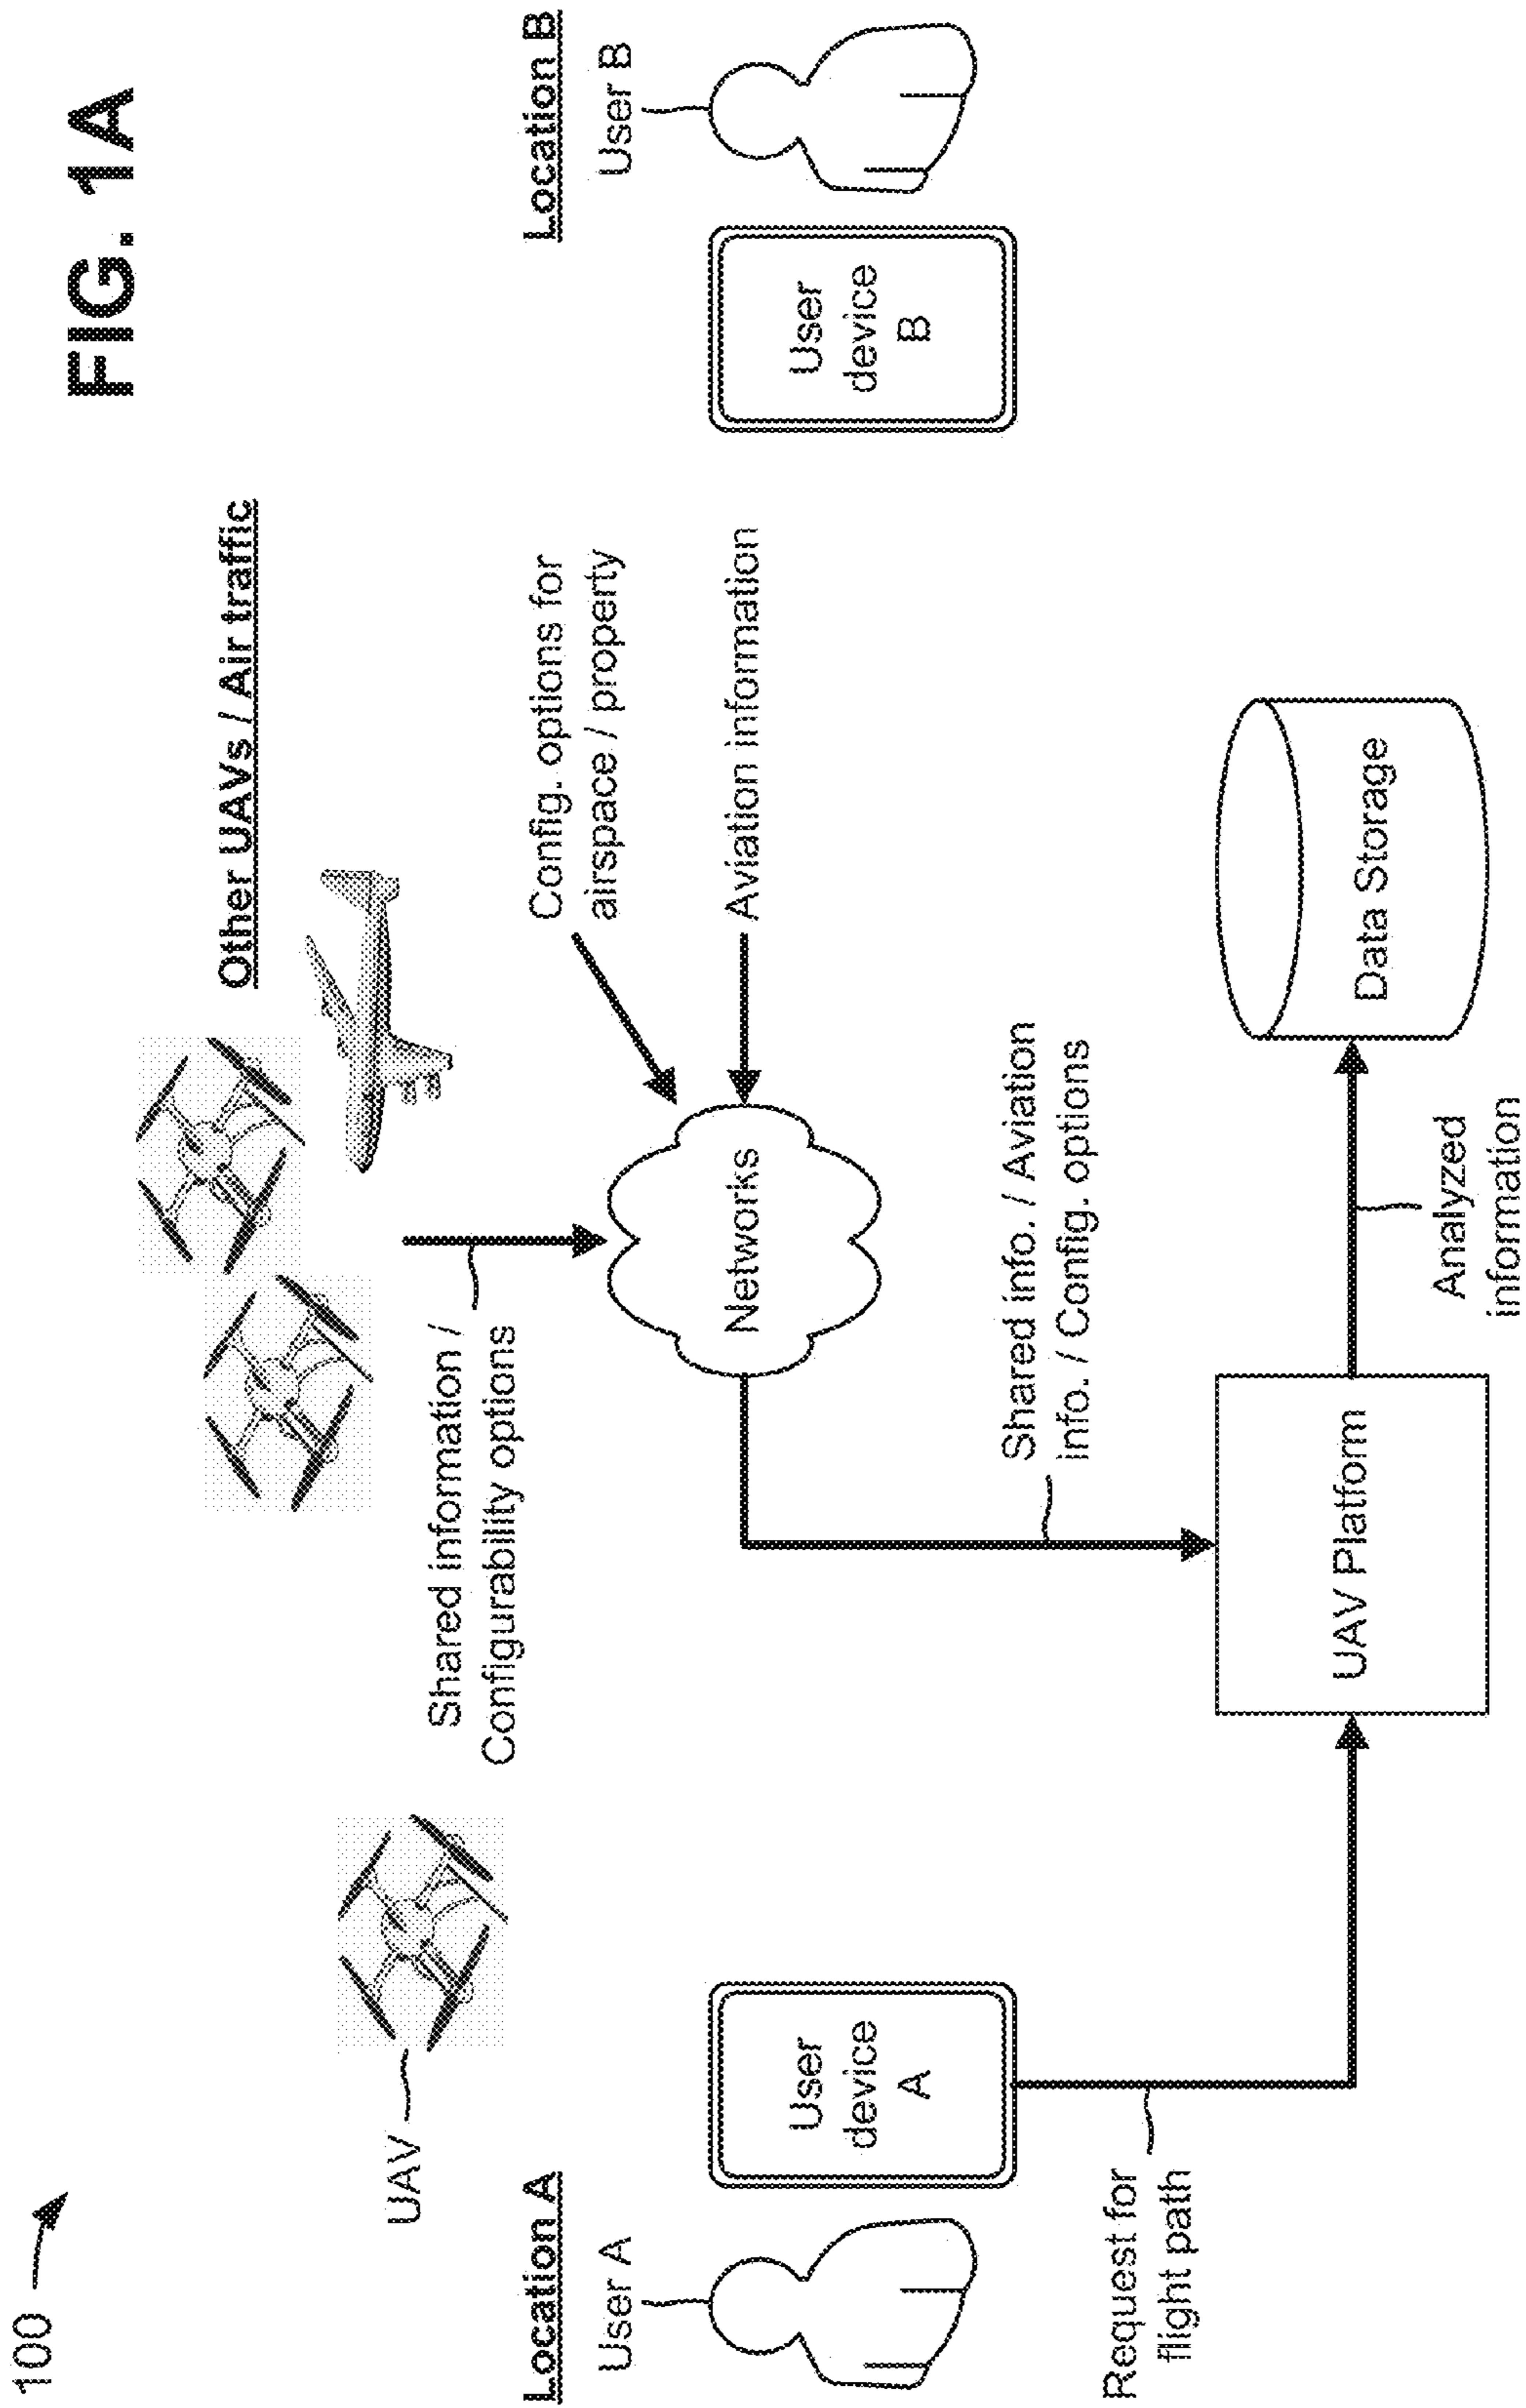 100
FIG. 1A
Other UAVs / Air traffic
UAV
Shared information /
Configurability options
Config. options for
airspace / property
Aviation information
Location A
User A
User
device
A
Networks
Location B
User B
User
device
B
Shared info. / Aviation
info. / Config. options
Request for
flight path
UAV Platform
Analyzed
information
Data Storage